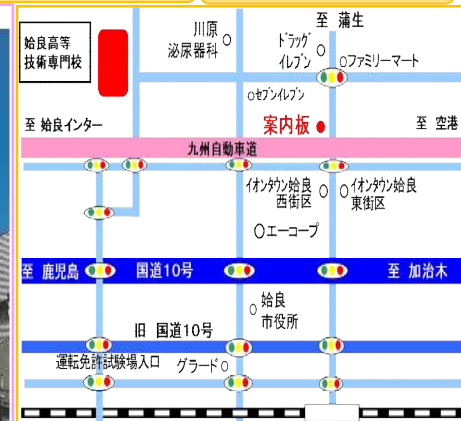 至 蒲生
川原
泌尿器科
ドラッグ
イレブン
ファミリーマート
姶良高等
技術専門校
セブンイレブン
案内板
至 姶良インター
至 空港
九州自動車道
イオンタウン姶良
西街区
イオンタウン姶良
東街区
エーコープ
至 鹿児島
国道10号
至 加治木
姶良
市役所
旧 国道10号
運転免許試験場入口
グラード